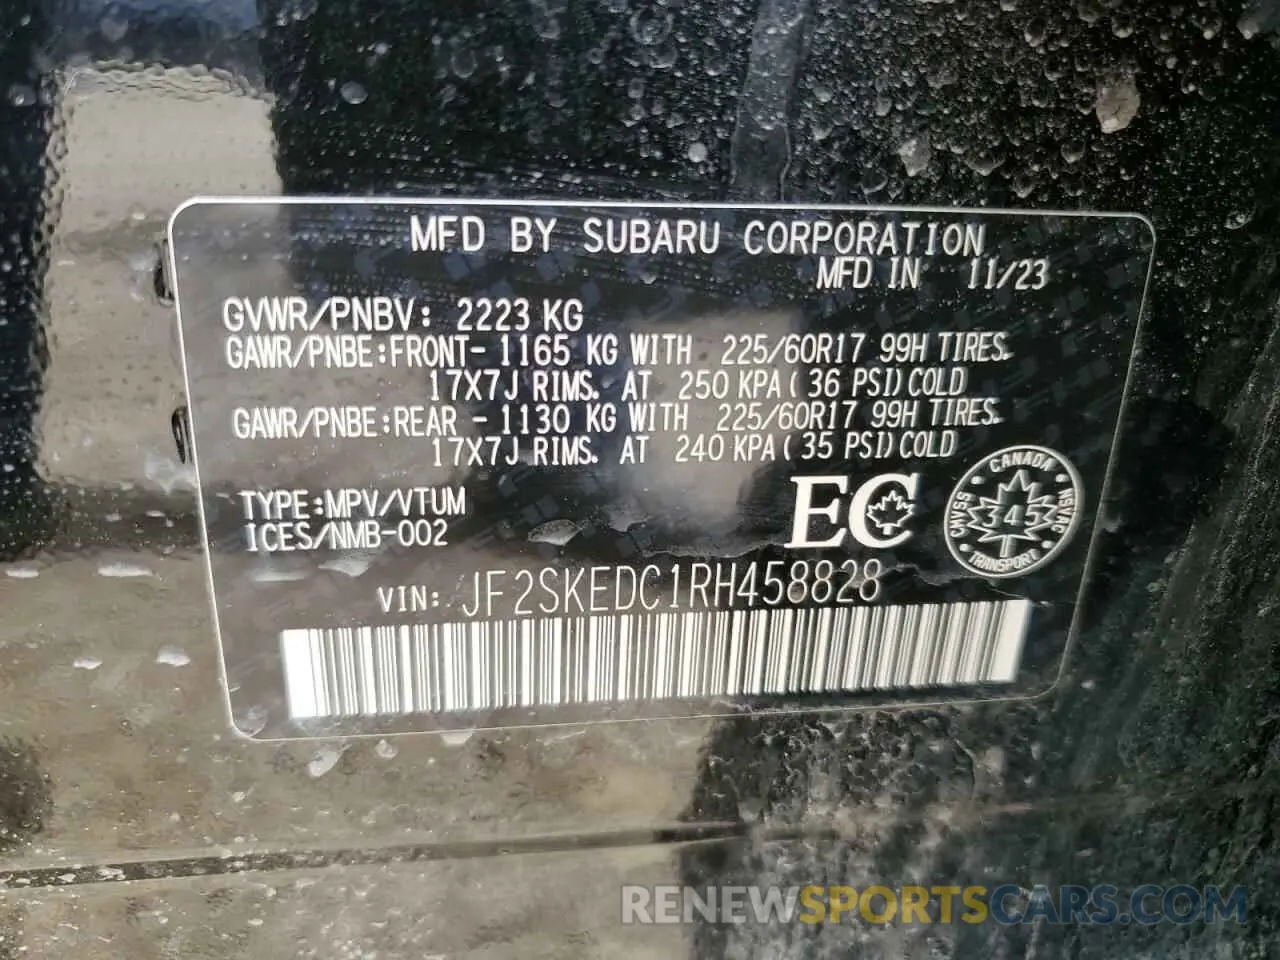 MFD BY SUBARU CORPORATION
MFD IN 11/23
GVWR/PNBV: 2223 KG
GAWR/PNBE:FRONT- 1165 KG WITH 225/60R17 99H TIRES.
17X7J RIMS. AT 250 KPA( 36 PSI)COLD
GAWR/PNBE:REAR - 1130 KG WITH 225/60R17 99H TIRES.
17X7J RIMS. AT 240 KPA( 35 PSI)COLD
TYPE:MPV/VTUM
ICES/NMB-002
EC
CANADA
CMVSS
345
NSVAC
TRANSPORT
VIN: JF2SKEDC1RH458828
RENEWSPORTSCARS.COM